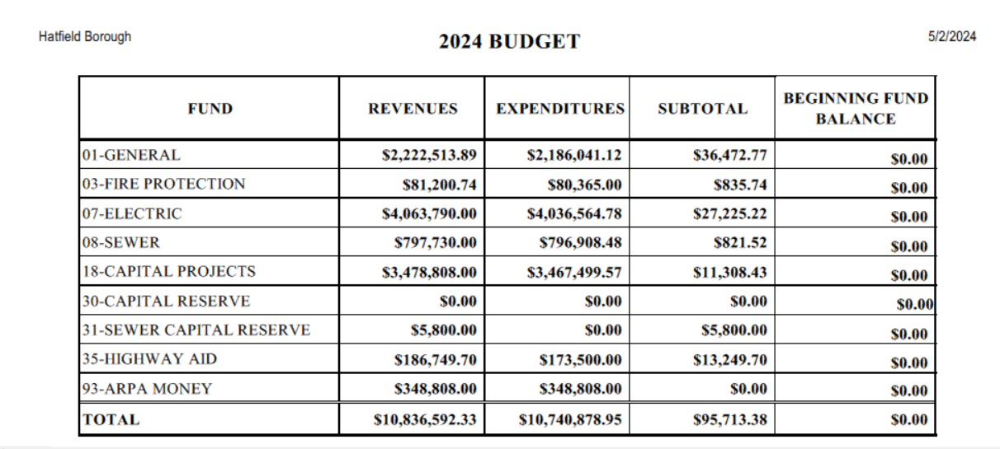 Hatfield Borough
2024 BUDGET
5/2/2024
FUND REVENUES EXPENDITURES SUBTOTAL BEGINNING FUND BALANCE
01-GENERAL $2,222,513.89 $2,186,041.12 $36,472.77 $0.00
03-FIRE PROTECTION $81,200.74 $80,365.00 $835.74 $0.00
07-ELECTRIC $4,063,790.00 $4,036,564.78 $27,225.22 $0.00
08-SEWER $797,730.00 $796,908.48 $821.52 $0.00
18-CAPITAL PROJECTS $3,478,808.00 $3,467,499.57 $11,308.43 $0.00
30-CAPITAL RESERVE $0.00 $0.00 $0.00 $0.00
31-SEWER CAPITAL RESERVE $5,800.00 $0.00 $5,800.00 $0.00
35-HIGHWAY AID $186,749.70 $173,500.00 $13,249.70 $0.00
93-ARPA MONEY $348,808.00 $348,808.00 $0.00 $0.00
TOTAL $10,836,592.33 $10,740,878.95 $95,713.38 $0.00